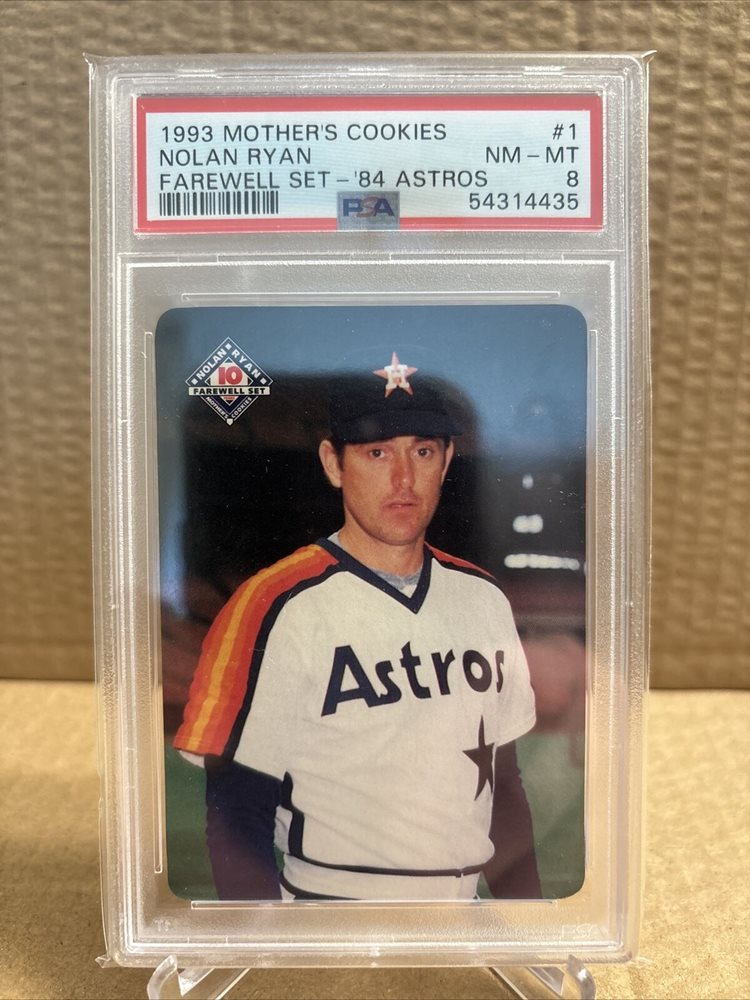 1993 MOTHER'S COOKIES #1
NOLAN RYAN NM - MT
FAREWELL SET - '84 ASTROS 8
PSA 54314435
NOLAN RYAN
10
FAREWELL SET
MOTHER'S COOKIES
H
Astros